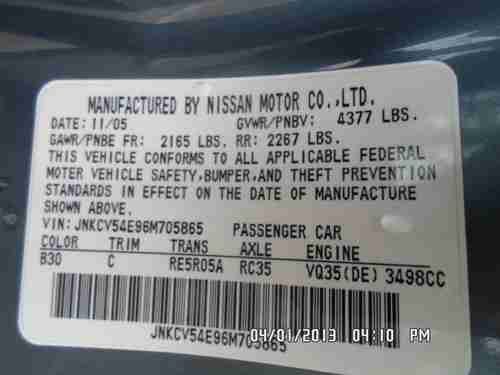 MANUFACTURED BY NISSAN MOTOR CO.,LTD.
DATE: 11/05 GVWR/PNBV: 4377 LBS.
GAWR/PNBE FR: 2165 LBS. RR: 2267 LBS.
THIS VEHICLE CONFORMS TO ALL APPLICABLE FEDERAL
MOTOR VEHICLE SAFETY,BUMPER,AND THEFT PREVENTION
STANDARDS IN EFFECT ON THE DATE OF MANUFACTURE
SHOWN ABOVE.
VIN: JNKCV54E96M705865 PASSENGER CAR
COLOR TRIM TRANS AXLE ENGINE
B30 C RE5R05A RC35 VQ35(DE) 3498CC
JNKCV54E96M705865
04/01/2013 04:10 PM